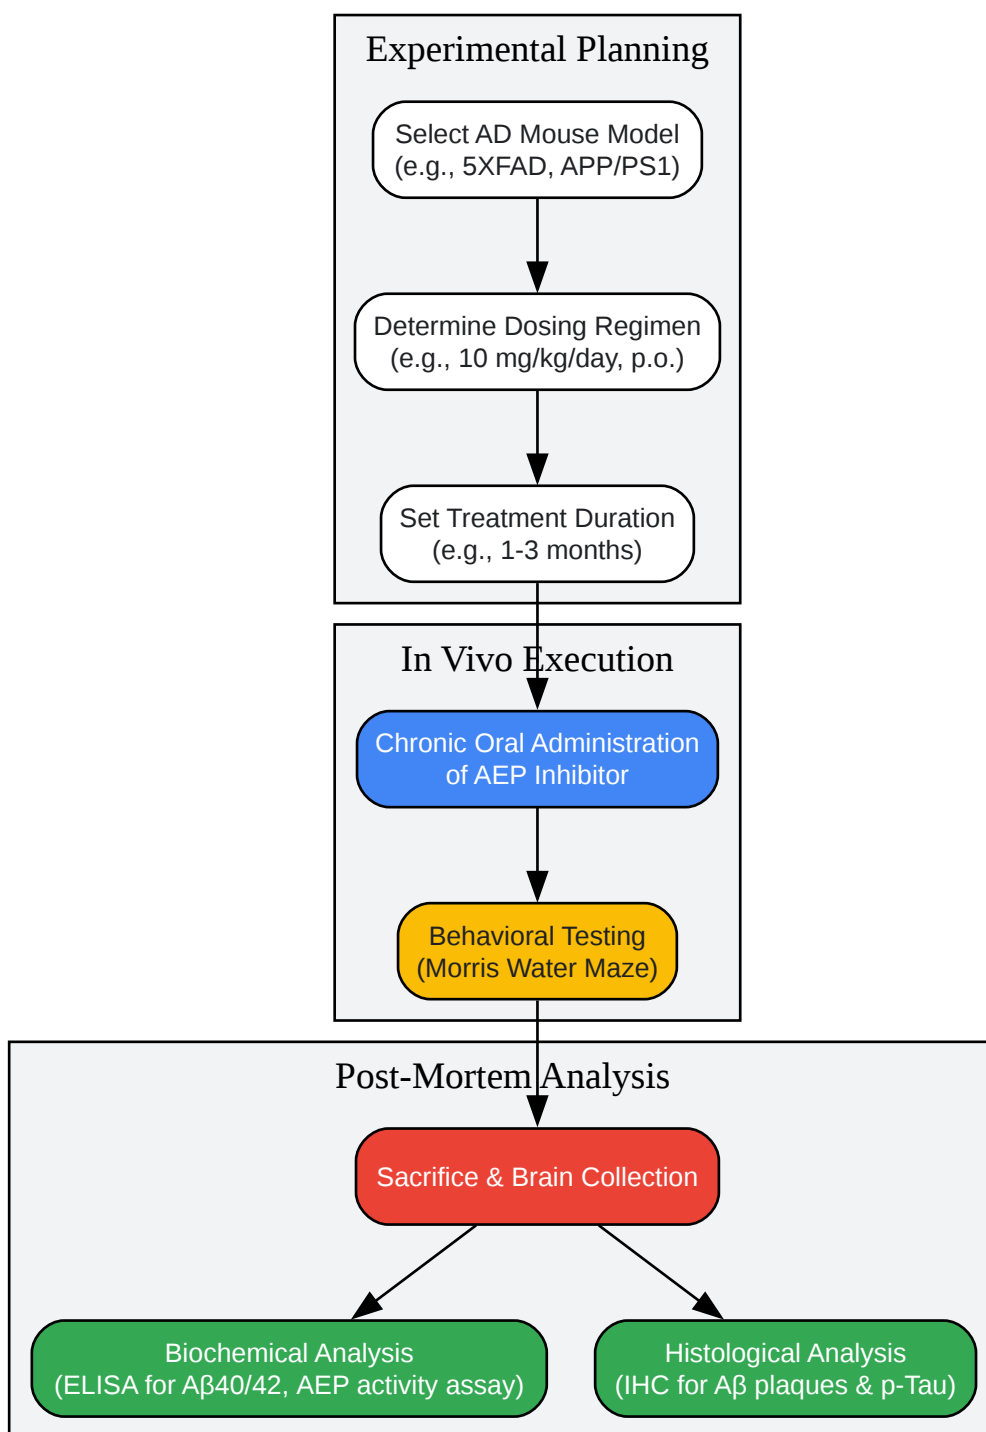 Experimental Planning
Select AD Mouse Model
(e.g., 5XFAD, APP/PS1)
Determine Dosing Regimen
(e.g., 10 mg/kg/day, p.o.)
Set Treatment Duration
(e.g., 1-3 months)
In Vivo Execution
Chronic Oral Administration
of AEP Inhibitor
Behavioral Testing
(Morris Water Maze)
Post-Mortem Analysis
Sacrifice & Brain Collection
Biochemical Analysis
(ELISA for Aβ40/42, AEP activity assay)
Histological Analysis
(IHC for Aβ plaques & p-Tau)